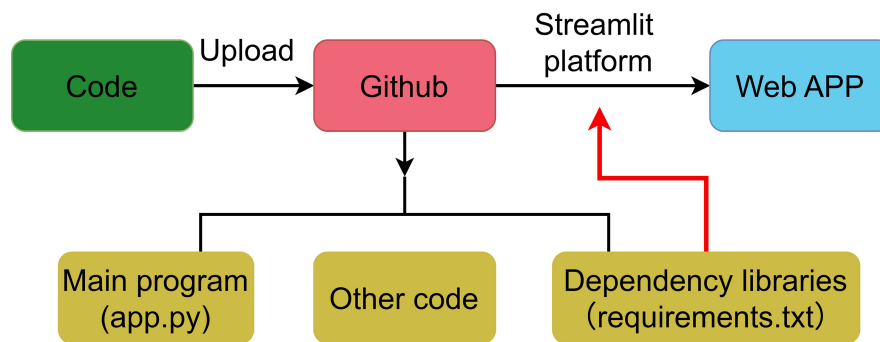 Code
Upload
Github
Streamlit
platform
Web APP
Main program
(app.py)
Other code
Dependency libraries
（requirements.txt）